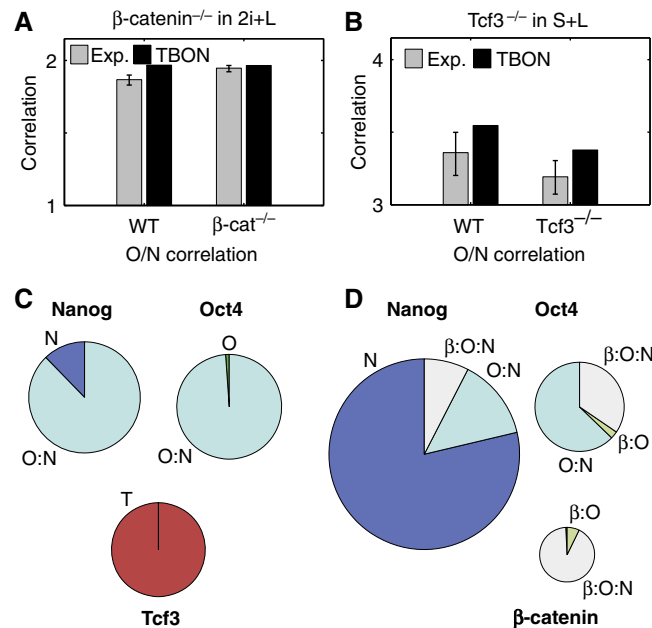 A
β-catenin⁻/⁻ in 2i+L
2
Exp. TBON
Correlation
1
WT β-cat⁻/⁻
O/N correlation
B
Tcf3⁻/⁻ in S+L
4
Exp. TBON
Correlation
3
WT Tcf3⁻/⁻
O/N correlation
C
Nanog Oct4
N
O:N
O
O:N
T
Tcf3
D
Nanog Oct4
N
β:O:N
O:N
β:O:N
β:O
O:N
β:O
β:O:N
β-catenin